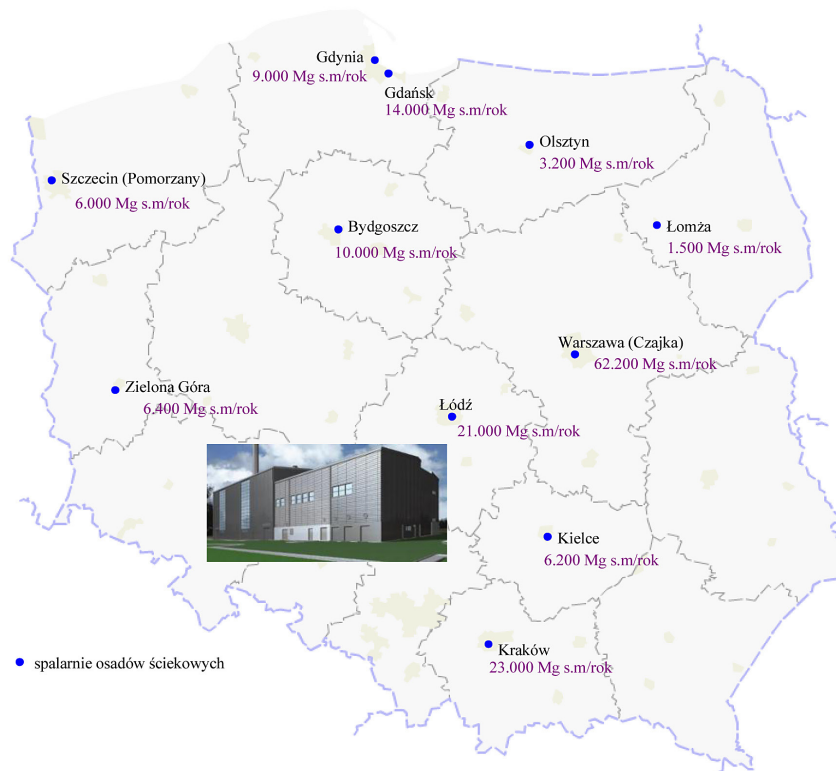 Gdynia
9.000 Mg s.m/rok
Gdańsk
14.000 Mg s.m/rok
Olsztyn
3.200 Mg s.m/rok
Szczecin (Pomorzany)
6.000 Mg s.m/rok
Bydgoszcz
10.000 Mg s.m/rok
Łomża
1.500 Mg s.m/rok
Warszawa (Czajka)
62.200 Mg s.m/rok
Zielona Góra
6.400 Mg s.m/rok
Łódź
21.000 Mg s.m/rok
Kielce
6.200 Mg s.m/rok
Kraków
23.000 Mg s.m/rok
spalarnie osadów ściekowych